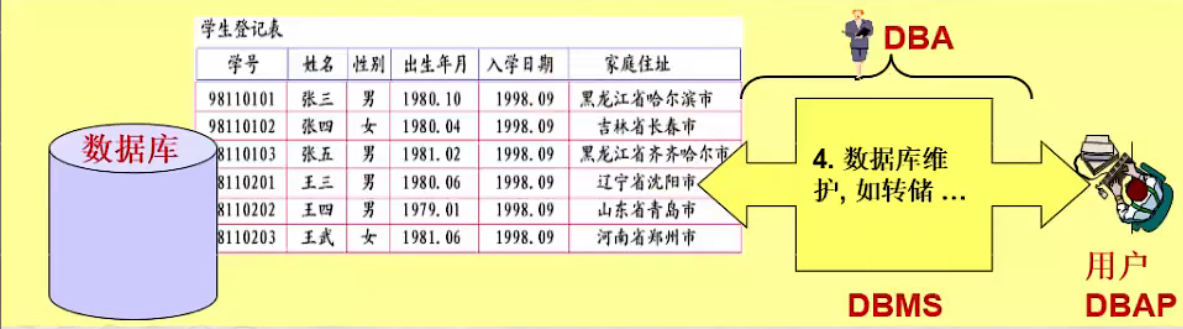 学生登记表
DBA
学号 姓名 性别 出生年月 入学日期 家庭住址
98110101 张三 男 1980.10 1998.09 黑龙江省哈尔滨市
98110102 张四 女 1980.04 1998.09 吉林省长春市
8110103 张五 男 1981.02 1998.09 黑龙江省齐齐哈尔市
8110201 王三 男 1980.06 1998.09 辽宁省沈阳市
8110202 王四 男 1979.01 1998.09 山东省青岛市
8110203 王武 女 1981.06 1998.09 河南省郑州市
数据库
4. 数据库维
护, 如转储 ...
用户
DBMS
DBAP